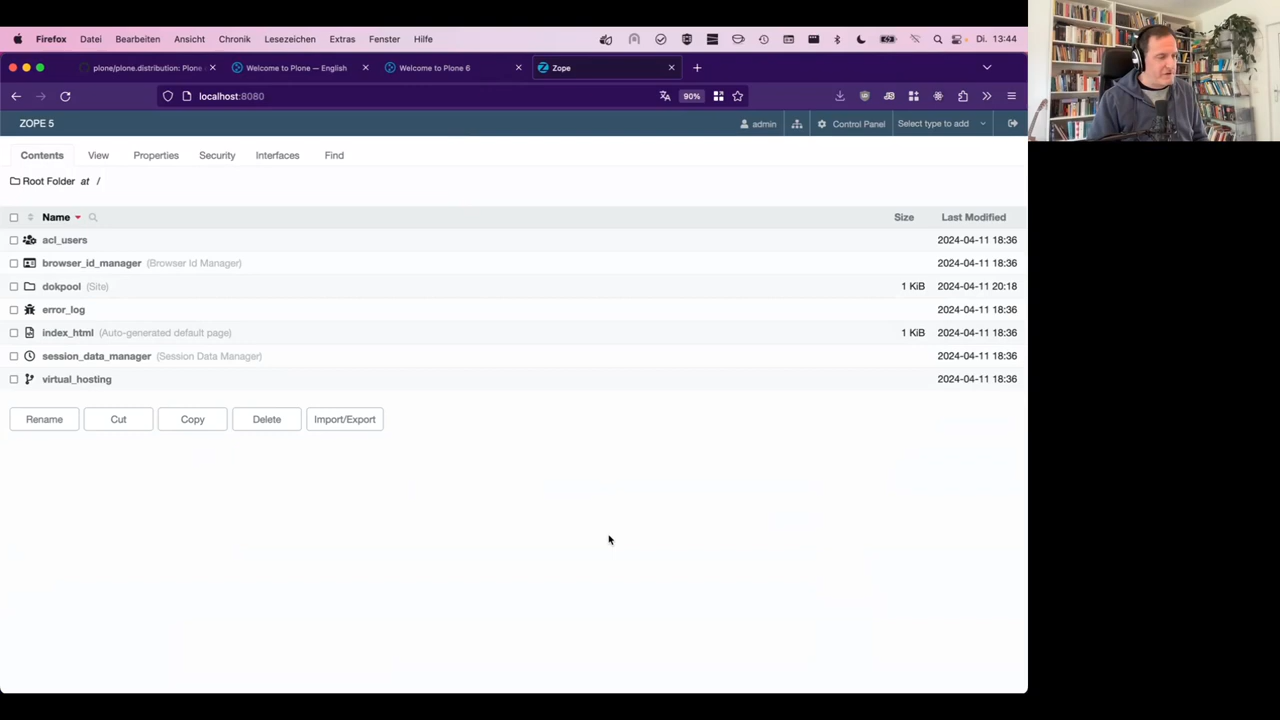 Firefox Datei Bearbeiten Ansicht Chronik Lesezeichen Extras Fenster Hilfe Di. 13:44
plone/plone.distribution: Plone Welcome to Plone — English Welcome to Plone 6 Zope
localhost:8080 90%
ZOPE 5 admin Control Panel Select type to add
Contents View Properties Security Interfaces Find
Root Folder at /
Name Size Last Modified
acl_users 2024-04-11 18:36
browser_id_manager (Browser Id Manager) 2024-04-11 18:36
dokpool (Site) 1 KiB 2024-04-11 20:18
error_log 2024-04-11 18:36
index_html (Auto-generated default page) 1 KiB 2024-04-11 18:36
session_data_manager (Session Data Manager) 2024-04-11 18:36
virtual_hosting 2024-04-11 18:36
Rename Cut Copy Delete Import/Export